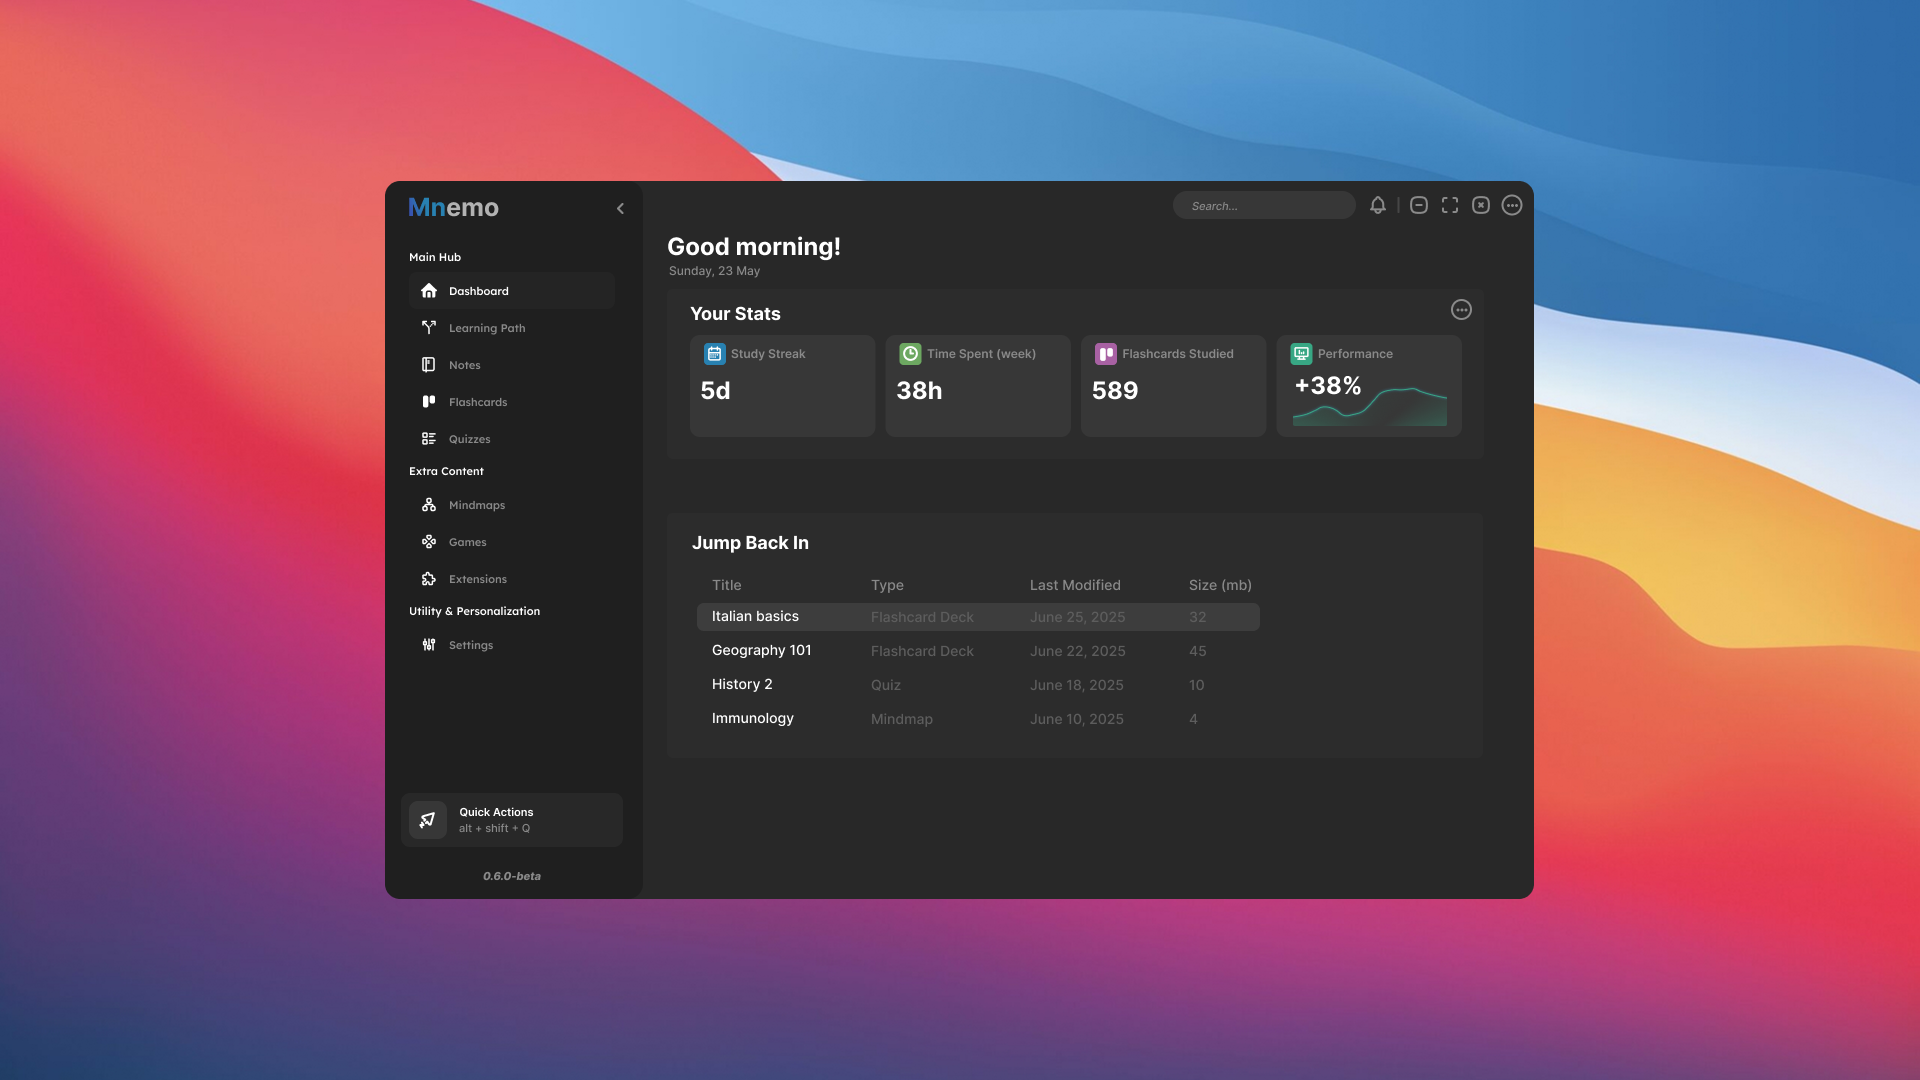 Mnemo
Main Hub
Dashboard
Learning Path
Notes
Flashcards
Quizzes
Extra Content
Mindmaps
Games
Extensions
Utility & Personalization
Settings
Quick Actions
alt + shift + Q
0.6.0-beta
Search...
Good morning!
Sunday, 23 May
Your Stats
Study Streak
5d
Time Spent (week)
38h
Flashcards Studied
589
Performance
+38%
Jump Back In
Title Type Last Modified Size (mb)
Italian basics Flashcard Deck June 25, 2025 32
Geography 101 Flashcard Deck June 22, 2025 45
History 2 Quiz June 18, 2025 10
Immunology Mindmap June 10, 2025 4